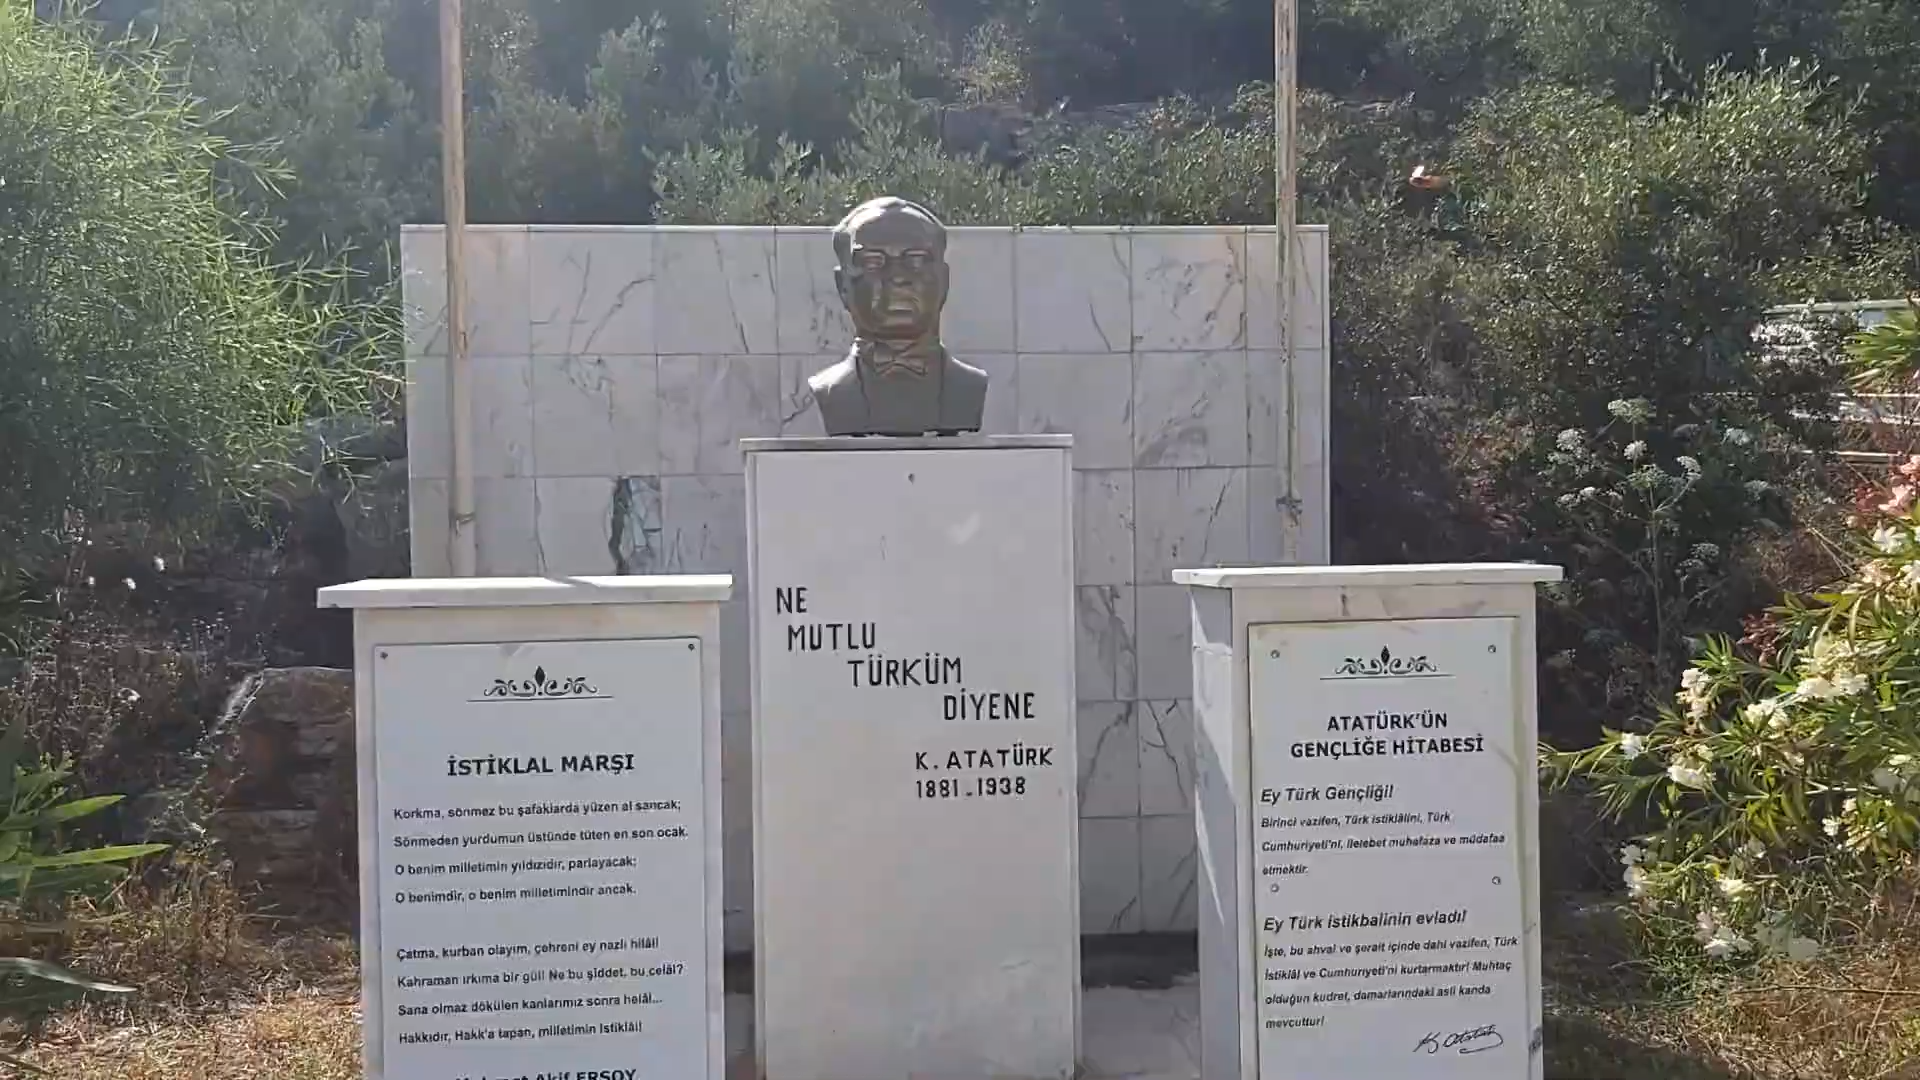 İSTİKLAL MARŞI
Korkma, sönmez bu şafaklarda yüzen al sancak;
Sönmeden yurdumun üstünde tüten en son ocak.
O benim milletimin yıldızıdır, parlayacak;
O benimdir, o benim milletimindir ancak.
Çatma, kurban olayım, çehreni ey nazlı hilâl!
Kahraman ırkıma bir gül! Ne bu şiddet, bu celâl?
Sana olmaz dökülen kanlarımız sonra helâl...
Hakkıdır, Hakk'a tapan, milletimin İstiklâl!
Mehmet Akif ERSOY
NE
MUTLU
TÜRKÜM
DİYENE
K. ATATÜRK
1881-1938
ATATÜRK'ÜN
GENÇLİĞE HİTABESİ
Ey Türk Gençliği!
Birinci vazifen, Türk istiklâlini, Türk
Cumhuriyeti'ni, ilelebet muhafaza ve müdafaa
etmektir.
Ey Türk istikbalinin evladı!
İşte, bu ahval ve şerait içinde dahi vazifen, Türk
İstiklâl ve Cumhuriyeti'ni kurtarmaktır! Muhtaç
olduğun kudret, damarlarındaki asil kanda
mevcuttur!
K. Atatürk